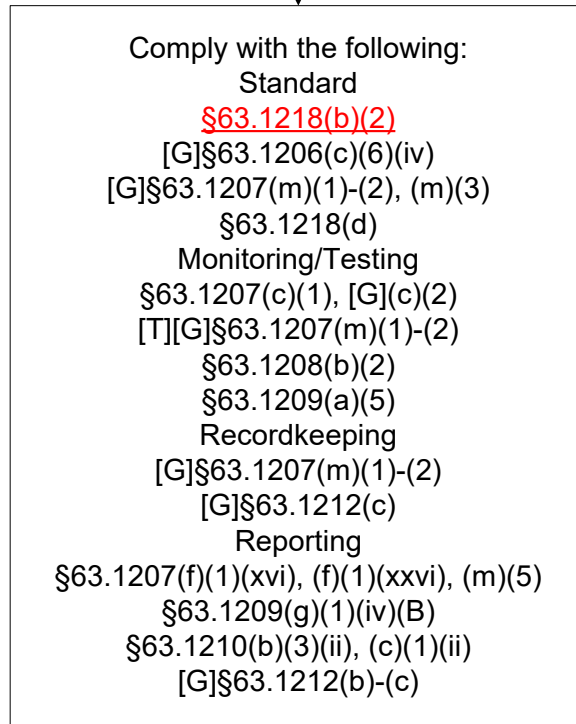 Comply with the following:
Standard
§63.1218(b)(2)
[G]§63.1206(c)(6)(iv)
[G]§63.1207(m)(1)-(2), (m)(3)
§63.1218(d)
Monitoring/Testing
§63.1207(c)(1), [G](c)(2)
[T][G]§63.1207(m)(1)-(2)
§63.1208(b)(2)
§63.1209(a)(5)
Recordkeeping
[G]§63.1207(m)(1)-(2)
[G]§63.1212(c)
Reporting
§63.1207(f)(1)(xvi), (f)(1)(xxvi), (m)(5)
§63.1209(g)(1)(iv)(B)
§63.1210(b)(3)(ii), (c)(1)(ii)
[G]§63.1212(b)-(c)